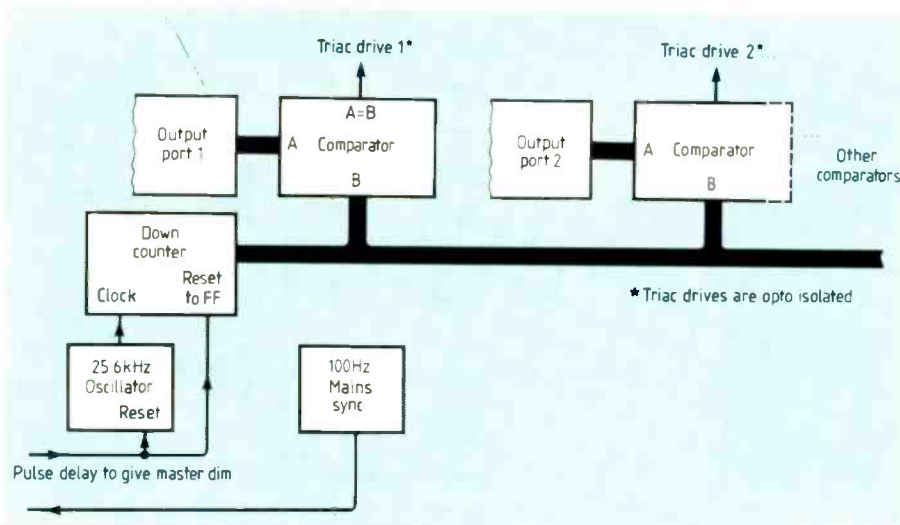 Triac drive 1*
Triac drive 2*
Output
port 1
A=B
A Comparator
B
Output
port 2
A Comparator
B
Other
comparators
Down
counter
Reset
to FF
Clock
* Triac drives are opto isolated
25.6kHz
Oscillator
Reset
100Hz
Mains
sync
Pulse delay to give master dim